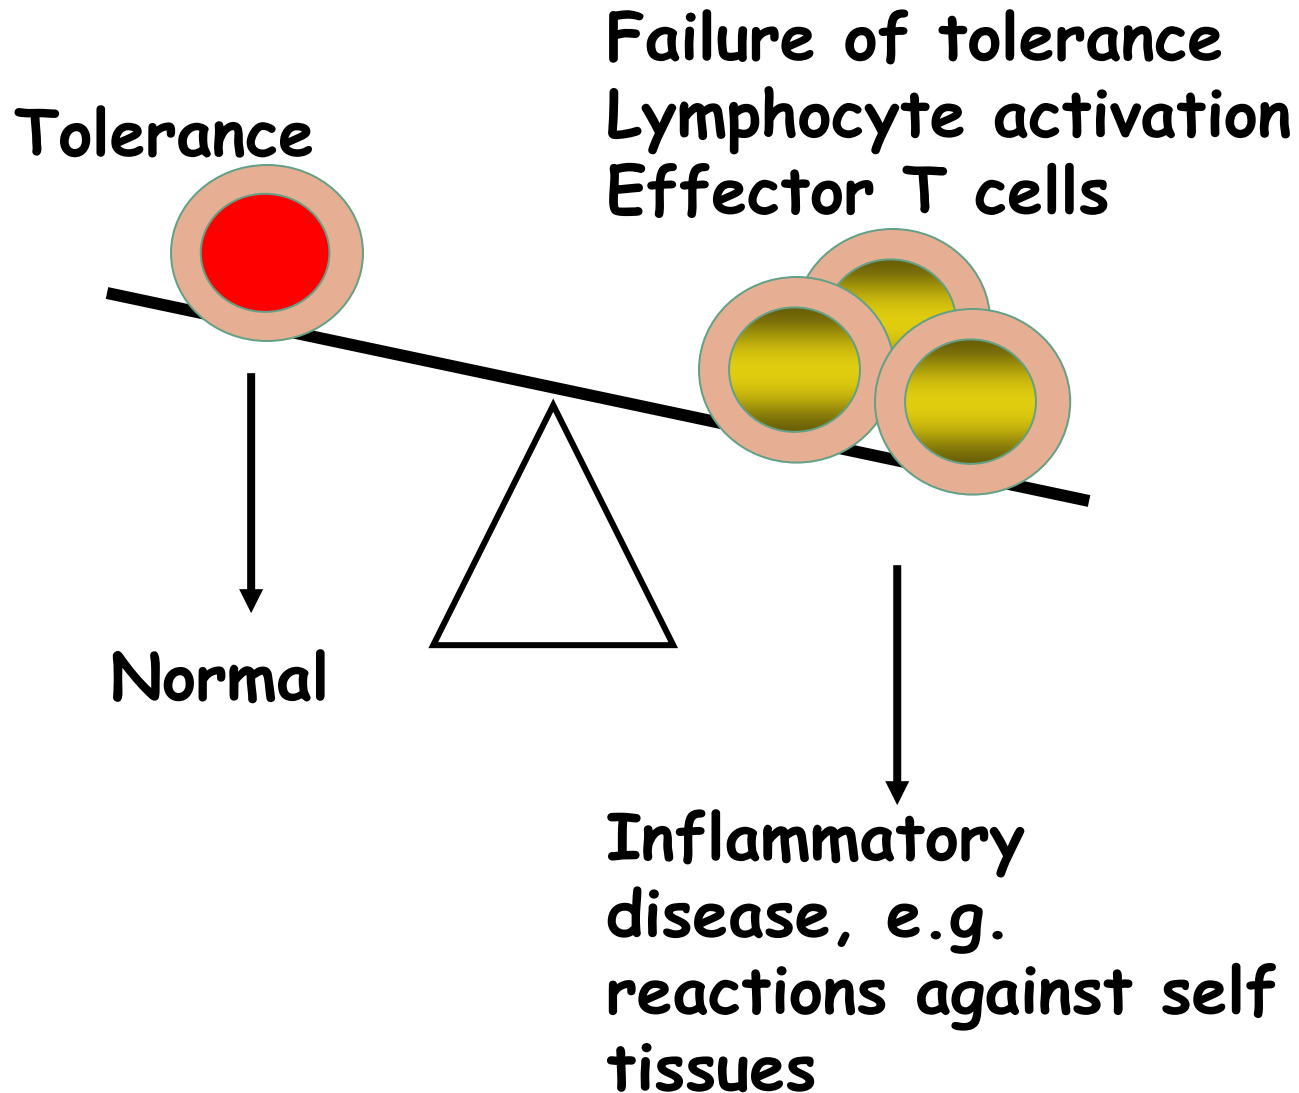 Failure of tolerance
Lymphocyte activation
Effector T cells
Tolerance
Normal
Inflammatory
disease, e.g.
reactions against self
tissues